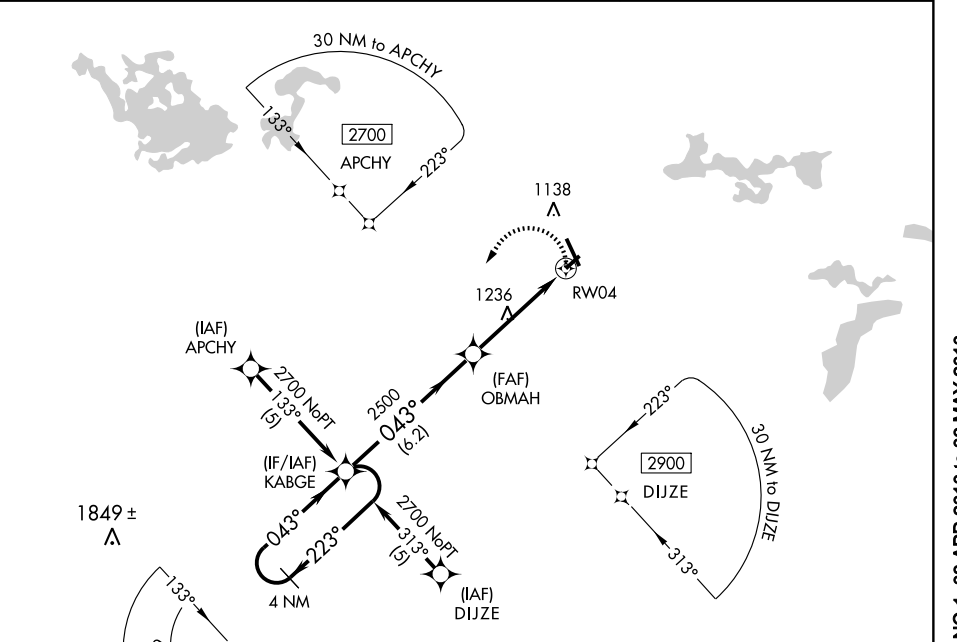 30 NM to APCHY
133°
2700
APCHY
223°
1138
RW04
1236
(IAF)
APCHY
2700 NoPT
133°
(5)
(FAF)
OBMAH
2500
043°
(6.2)
(IF/IAF)
KABGE
223°
30 NM to DIJZE
2900
DIJZE
313°
1849 ±
043°
223°
4 NM
2700 NoPT
313°
(5)
(IAF)
DIJZE
133°